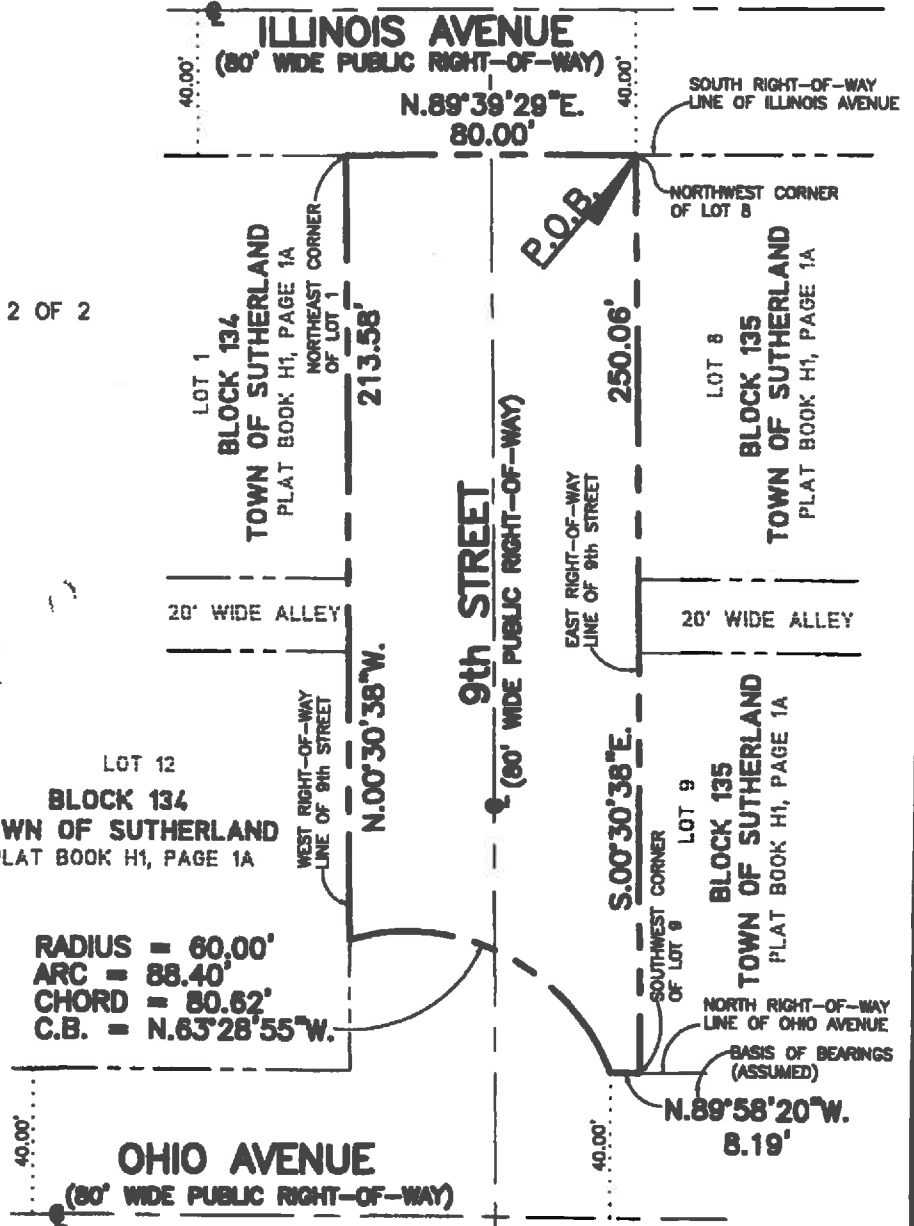 ILLINOIS AVENUE
(80' WIDE PUBLIC RIGHT-OF-WAY)
40.00'
40.00'
N.89°39'29"E.
80.00'
SOUTH RIGHT-OF-WAY
LINE OF ILLINOIS AVENUE
NORTHWEST CORNER
OF LOT 8
P.O.B.
2 OF 2
LOT 1
BLOCK 134
TOWN OF SUTHERLAND
PLAT BOOK H1, PAGE 1A
NORTHEAST CORNER
OF LOT 1
213.58'
250.06'
LOT 8
BLOCK 135
TOWN OF SUTHERLAND
PLAT BOOK H1, PAGE 1A
9th STREET
(80' WIDE PUBLIC RIGHT-OF-WAY)
EAST RIGHT-OF-WAY
LINE OF 9th STREET
20' WIDE ALLEY
20' WIDE ALLEY
N.00°30'38"W.
WEST RIGHT-OF-WAY
LINE OF 9th STREET
LOT 12
BLOCK 134
WN OF SUTHERLAND
LAT BOOK H1, PAGE 1A
S.00°30'38"E.
SOUTHWEST CORNER
OF LOT 9
LOT 9
BLOCK 135
TOWN OF SUTHERLAND
PLAT BOOK H1, PAGE 1A
RADIUS = 60.00'
ARC = 88.40'
CHORD = 80.62'
C.B. = N.63°28'55"W.
NORTH RIGHT-OF-WAY
LINE OF OHIO AVENUE
BASIS OF BEARINGS
(ASSUMED)
N.89°58'20"W.
8.19'
40.00'
40.00'
OHIO AVENUE
(80' WIDE PUBLIC RIGHT-OF-WAY)